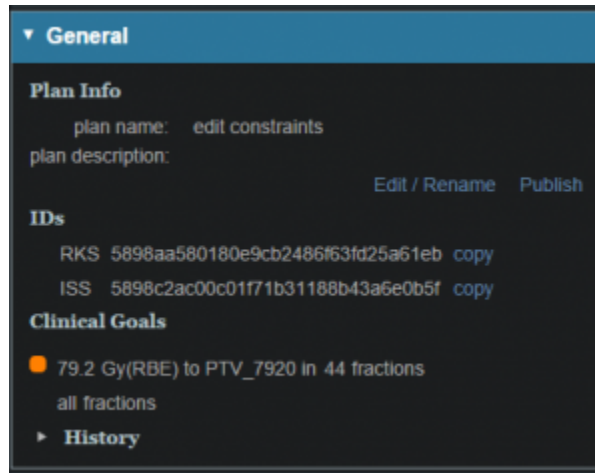 General
Plan Info
plan name: edit constraints
plan description:
Edit / Rename Publish
IDs
RKS 5898aa580180e9cb2486f63fd25a61eb copy
ISS 5898c2ac00c01f71b31188b43a6e0b5f copy
Clinical Goals
79.2 Gy(RBE) to PTV_7920 in 44 fractions
all fractions
History